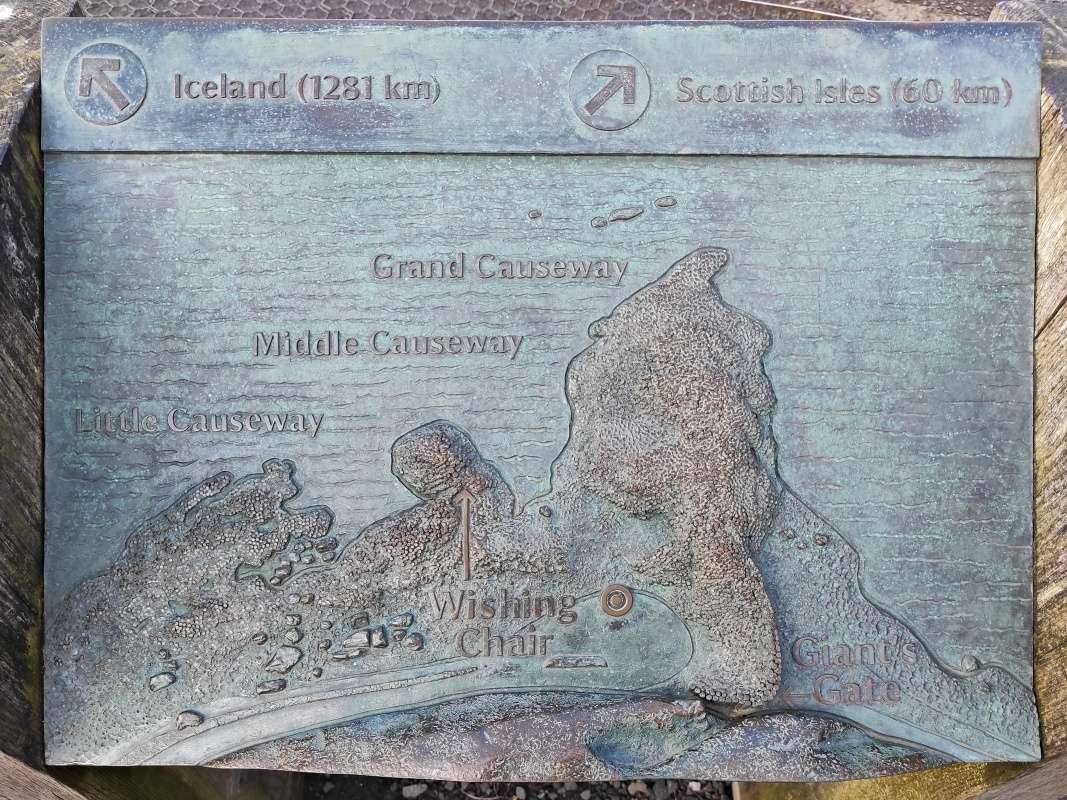 Iceland (1281 km)
Scottish Isles (60 km)
Grand Causeway
Middle Causeway
Little Causeway
Wishing
Chair
Giant's
Gate